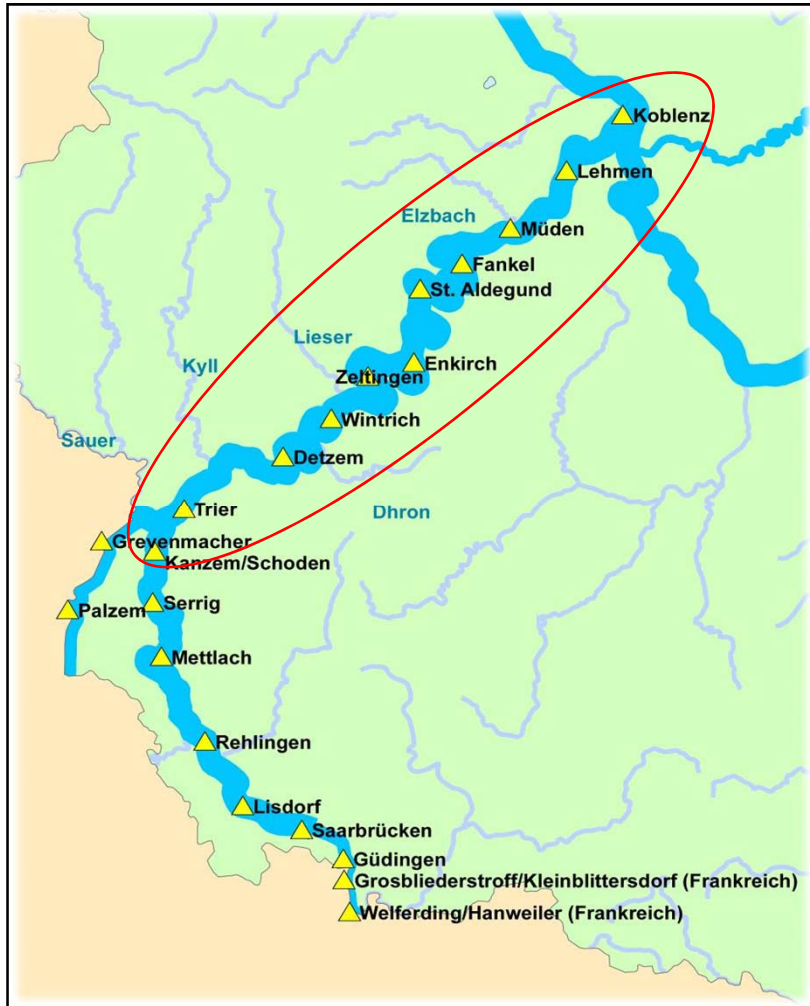 Koblenz
Lehmen
Elzbach
Müden
Fankel
St. Aldegund
Lieser
Enkirch
Kyll
Zeltingen
Wintrich
Sauer
Detzem
Dhron
Trier
Grevenmacher
Kanzem/Schoden
Serrig
Palzem
Mettlach
Rehlingen
Lisdorf
Saarbrücken
Güdingen
Grosbliederstroff/Kleinblittersdorf (Frankreich)
Welferding/Hanweiler (Frankreich)